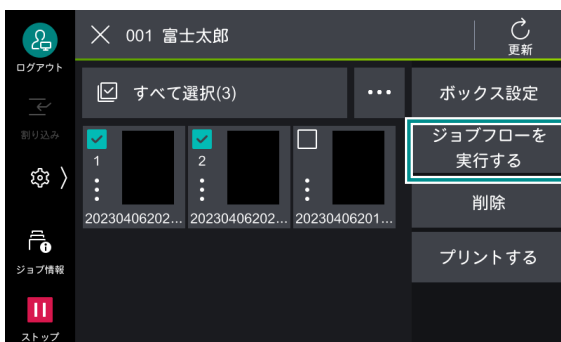 ログアウト
割り込み
ジョブ情報
ストップ
001 富士太郎
更新
すべて選択(3)
•••
1
2
20230406202...
20230406202...
20230406201...
ボックス設定
ジョブフローを
実行する
削除
プリントする